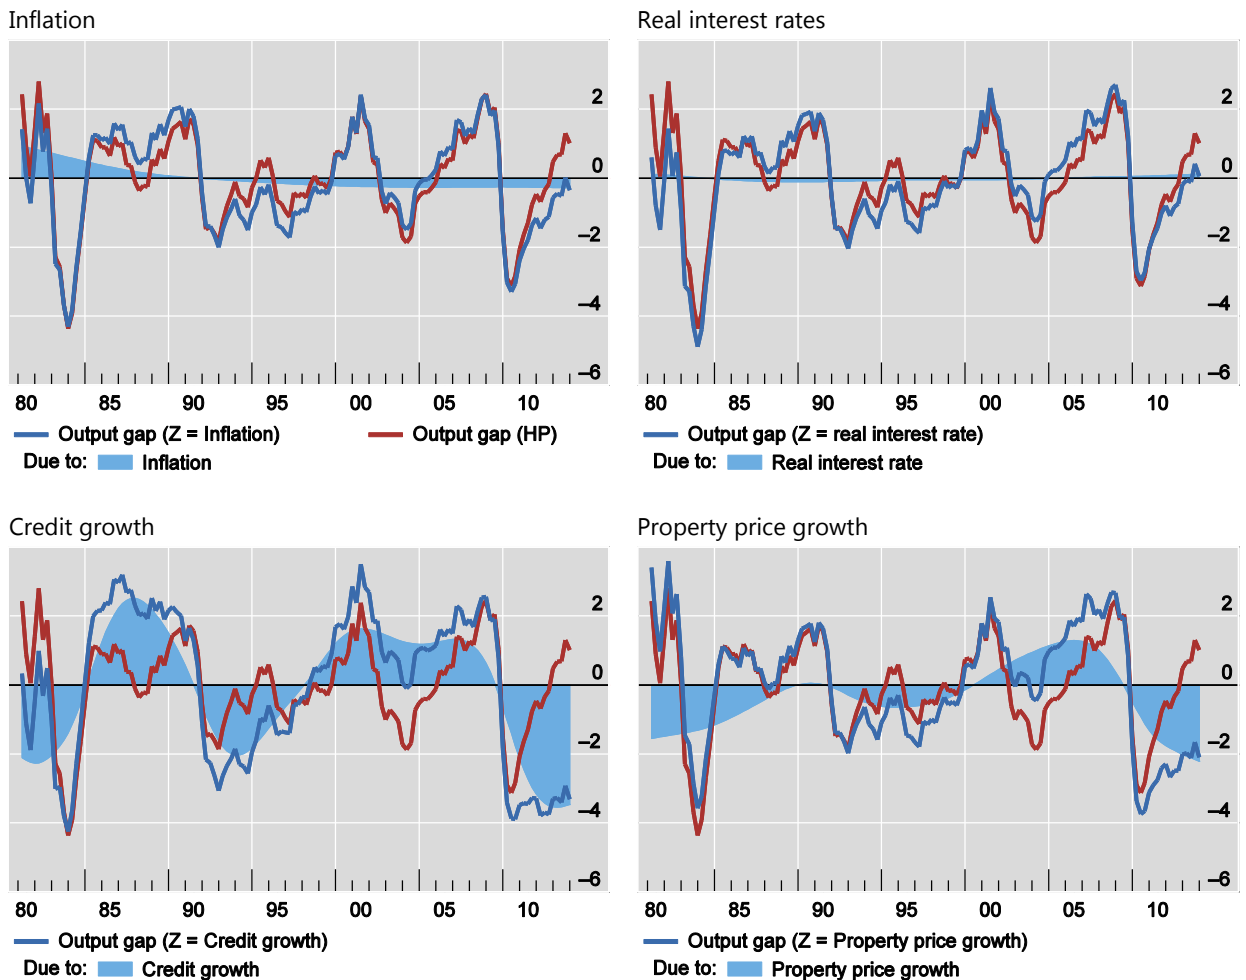 Inflation
Real interest rates
2
0
–2
–4
–6
80 85 90 95 00 05 10
2
0
–2
–4
–6
80 85 90 95 00 05 10
Output gap (Z = Inflation) Output gap (HP)
Due to: Inflation
Output gap (Z = real interest rate)
Due to: Real interest rate
Credit growth
Property price growth
2
0
–2
–4
–6
80 85 90 95 00 05 10
2
0
–2
–4
–6
80 85 90 95 00 05 10
Output gap (Z = Credit growth)
Due to: Credit growth
Output gap (Z = Property price growth)
Due to: Property price growth